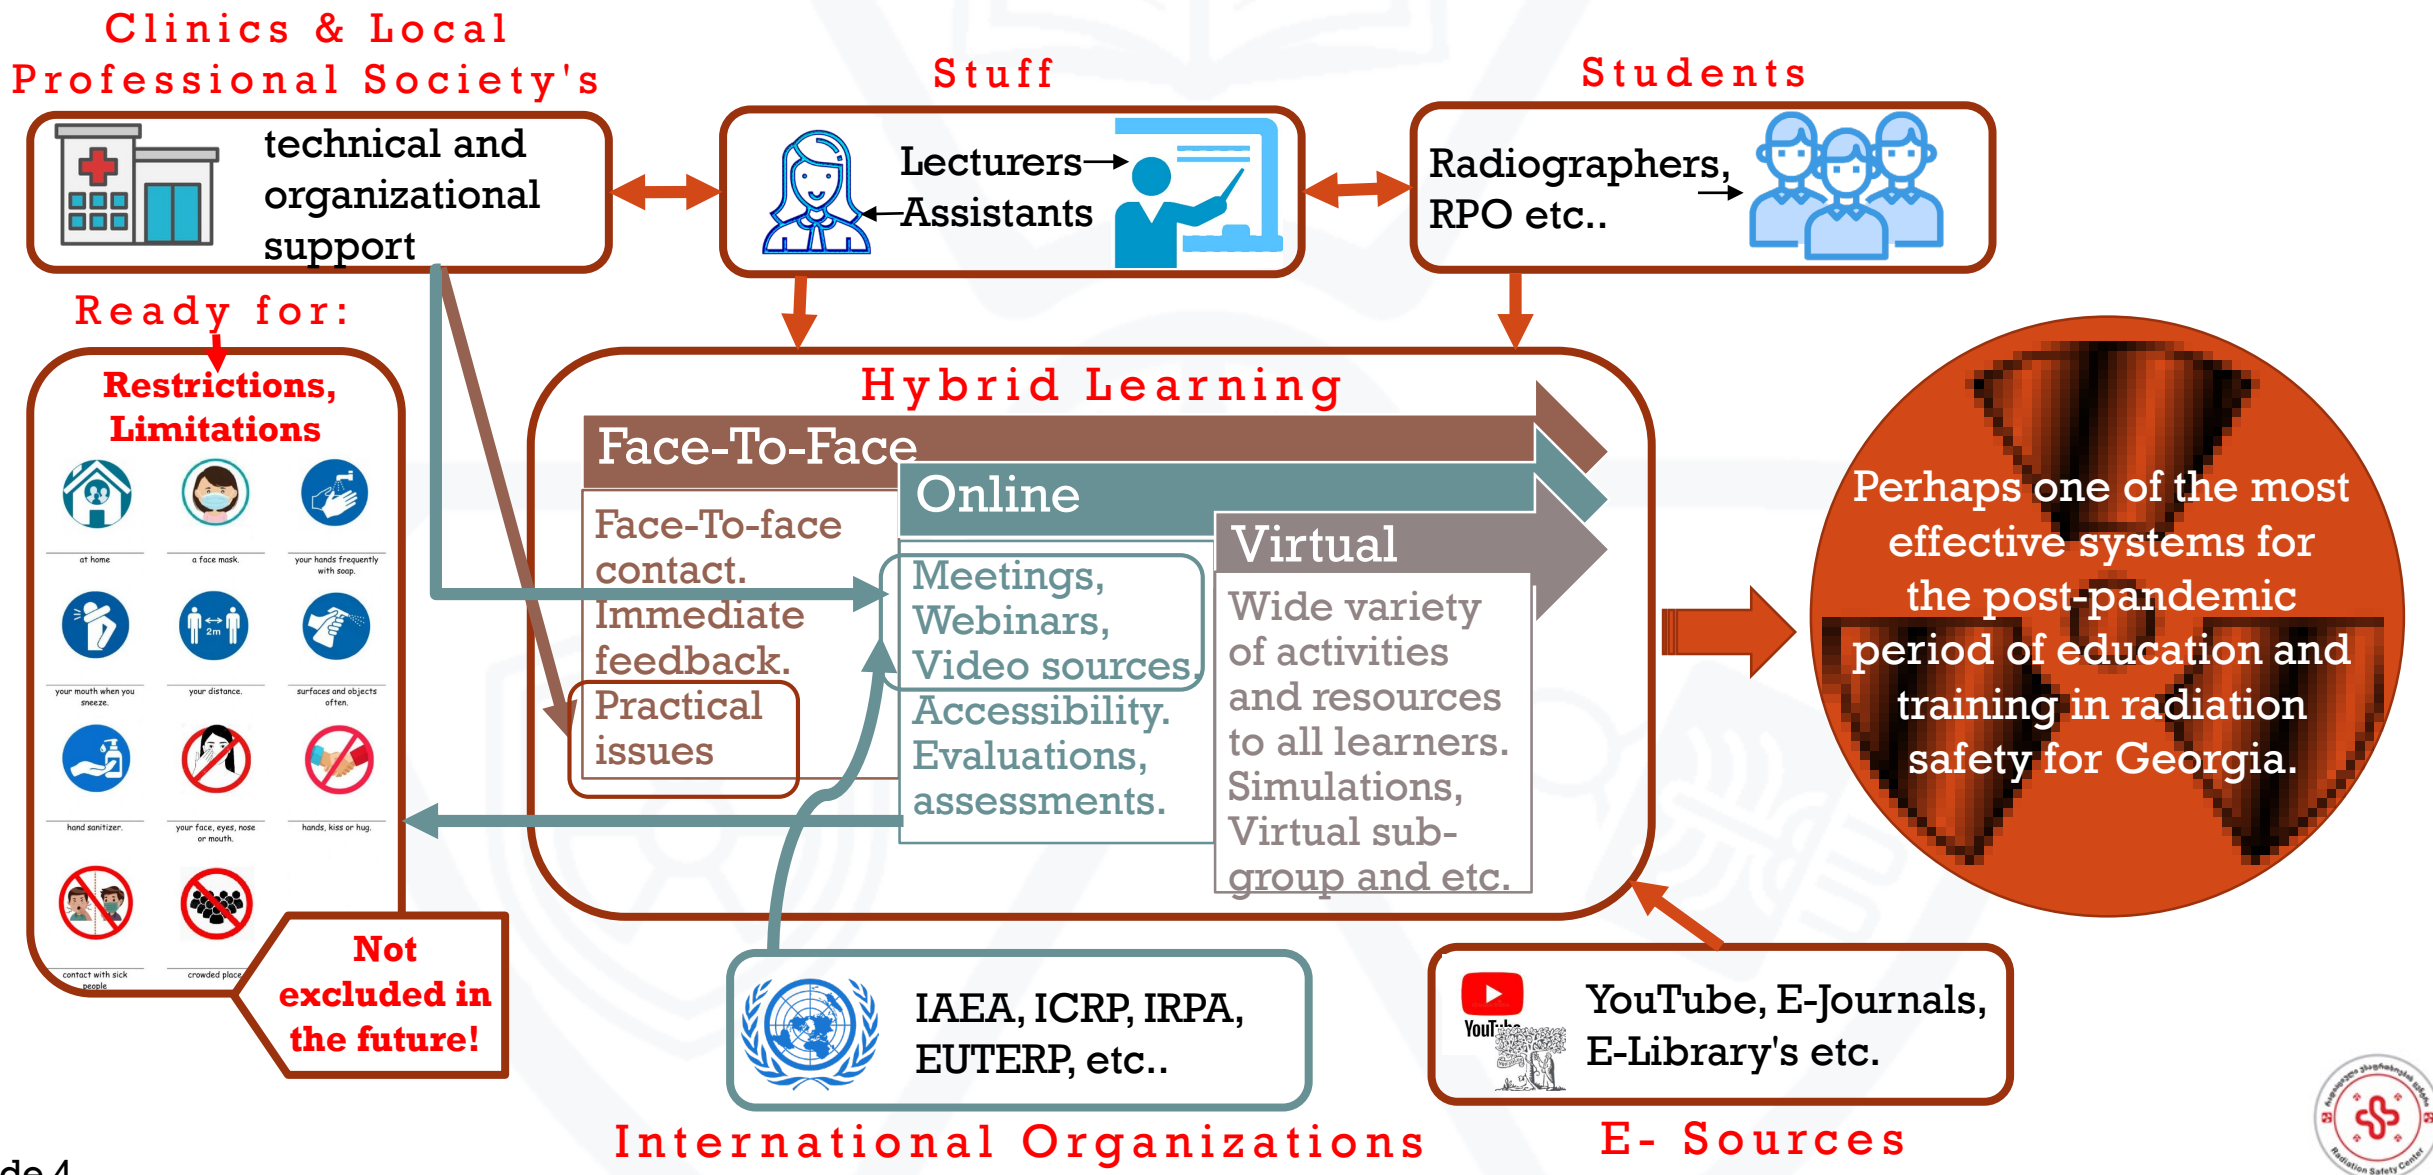 Clinics & Local
Professional Society's
technical and
organizational
support
Stuff
Lecturers
Assistants
Students
Radiographers,
RPO etc..
Ready for:
Restrictions,
Limitations
at home
a face mask.
your hands frequently
with soap.
your mouth when you
sneeze.
your distance.
2m
surfaces and objects
often.
hand sanitizer.
your face, eyes, nose
or mouth.
hands, kiss or hug.
contact with sick
people
crowded place
Not
excluded in
the future!
Hybrid Learning
Face-To-Face
Face-To-face
contact.
Immediate
feedback.
Practical
issues
Online
Meetings,
Webinars,
Video sources.
Accessibility.
Evaluations,
assessments.
Virtual
Wide variety
of activities
and resources
to all learners.
Simulations,
Virtual sub-
group and etc.
Perhaps one of the most
effective systems for
the post-pandemic
period of education and
training in radiation
safety for Georgia.
IAEA, ICRP, IRPA,
EUTERP, etc..
International Organizations
YouTube, E-Journals,
E-Library's etc.
E- Sources
Radiation Safety Center